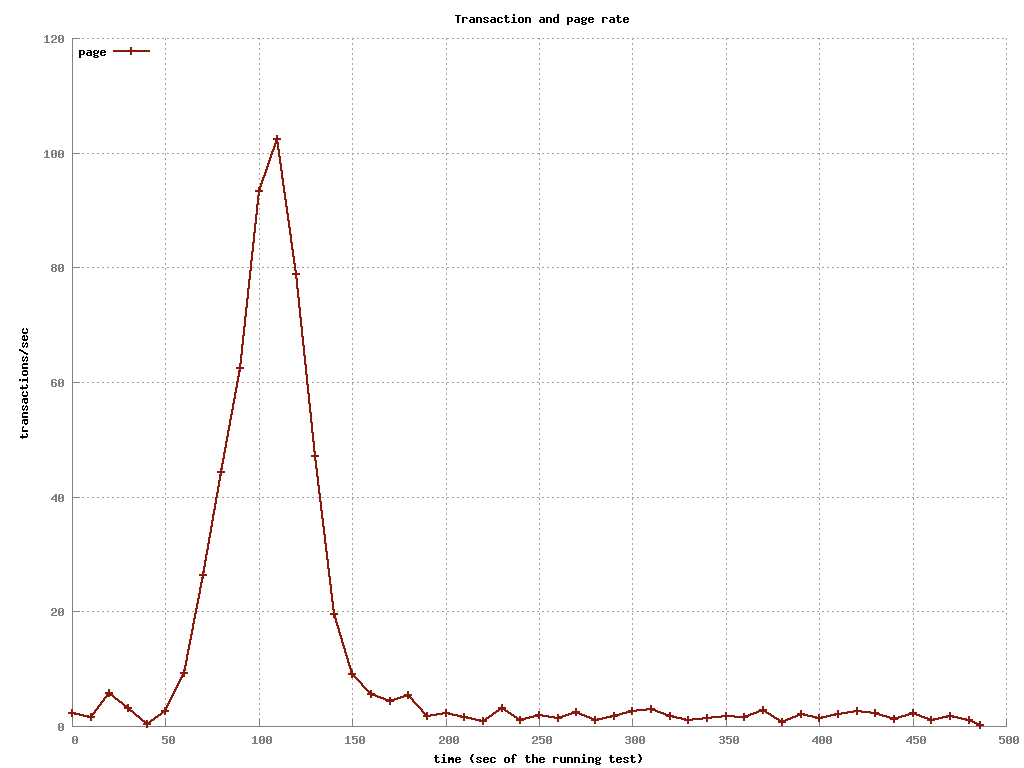 Transaction and page rate
page
120
100
80
60
40
20
0
transactions/sec
0 50 100 150 200 250 300 350 400 450 500
time (sec of the running test)